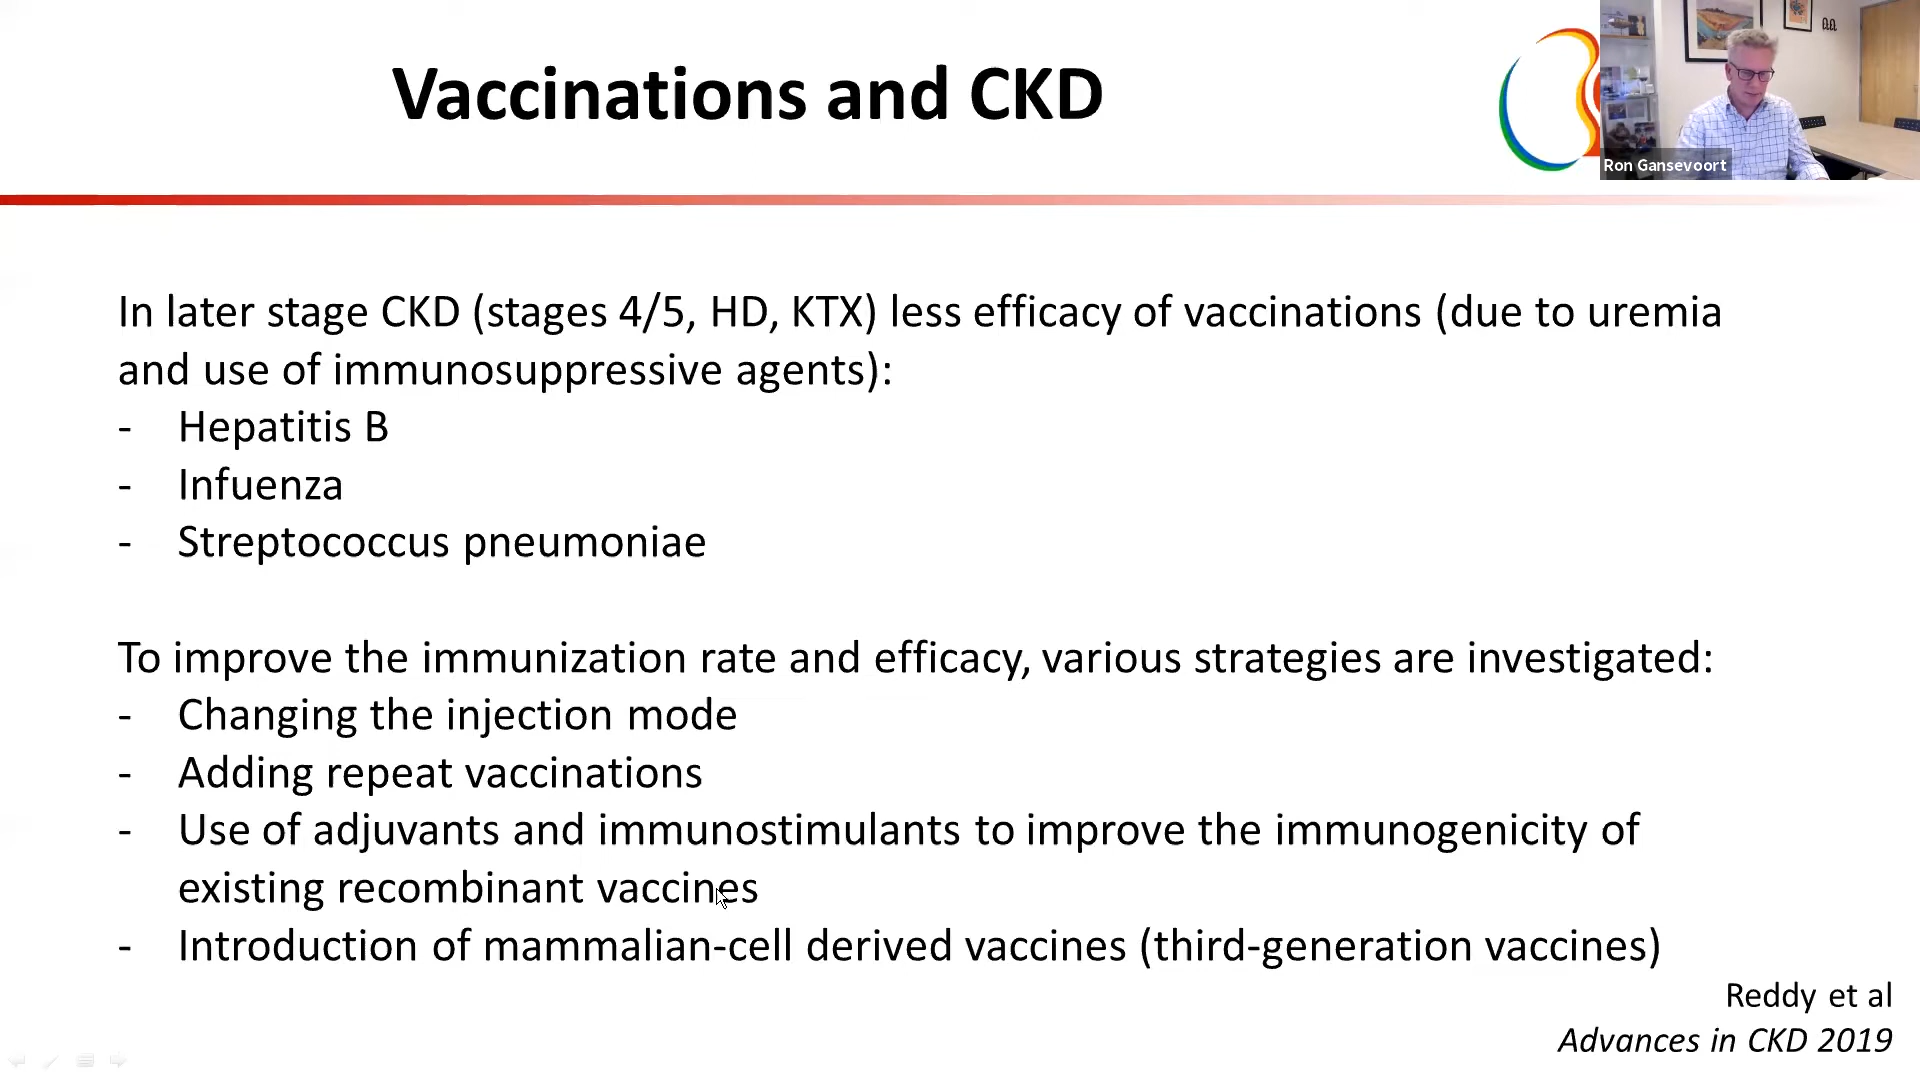 Vaccinations and CKD
Ron Gansevoort
In later stage CKD (stages 4/5, HD, KTX) less efficacy of vaccinations (due to uremia
and use of immunosuppressive agents):
- Hepatitis B
- Infuenza
- Streptococcus pneumoniae
To improve the immunization rate and efficacy, various strategies are investigated:
- Changing the injection mode
- Adding repeat vaccinations
- Use of adjuvants and immunostimulants to improve the immunogenicity of
existing recombinant vaccines
- Introduction of mammalian-cell derived vaccines (third-generation vaccines)
Reddy et al
Advances in CKD 2019